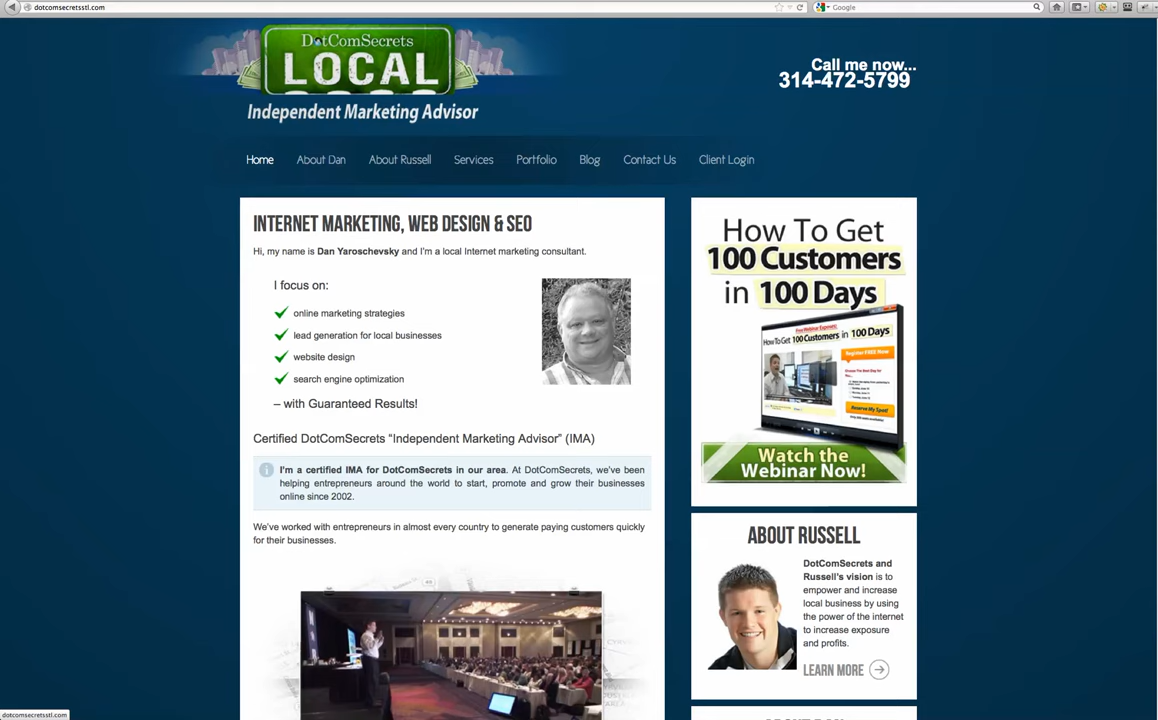 dotcomsecretsstl.com
Google
DotComSecrets
LOCAL
Independent Marketing Advisor
Call me now...
314-472-5799
Home
About Dan
About Russell
Services
Portfolio
Blog
Contact Us
Client Login
INTERNET MARKETING, WEB DESIGN & SEO
Hi, my name is Dan Yaroschevsky and I'm a local Internet marketing consultant.
I focus on:
online marketing strategies
lead generation for local businesses
website design
search engine optimization
– with Guaranteed Results!
Certified DotComSecrets "Independent Marketing Advisor" (IMA)
I'm a certified IMA for DotComSecrets in our area. At DotComSecrets, we've been
helping entrepreneurs around the world to start, promote and grow their businesses
online since 2002.
We've worked with entrepreneurs in almost every country to generate paying customers quickly
for their businesses.
How To Get
100 Customers
in 100 Days
How To Get 100 Customers in 100 Days
Register FREE Now
Reserve My Spot!
Watch the
Webinar Now!
ABOUT RUSSELL
DotComSecrets and
Russell's vision is to
empower and increase
local business by using
the power of the internet
to increase exposure
and profits.
LEARN MORE
dotcomsecretsstl.com